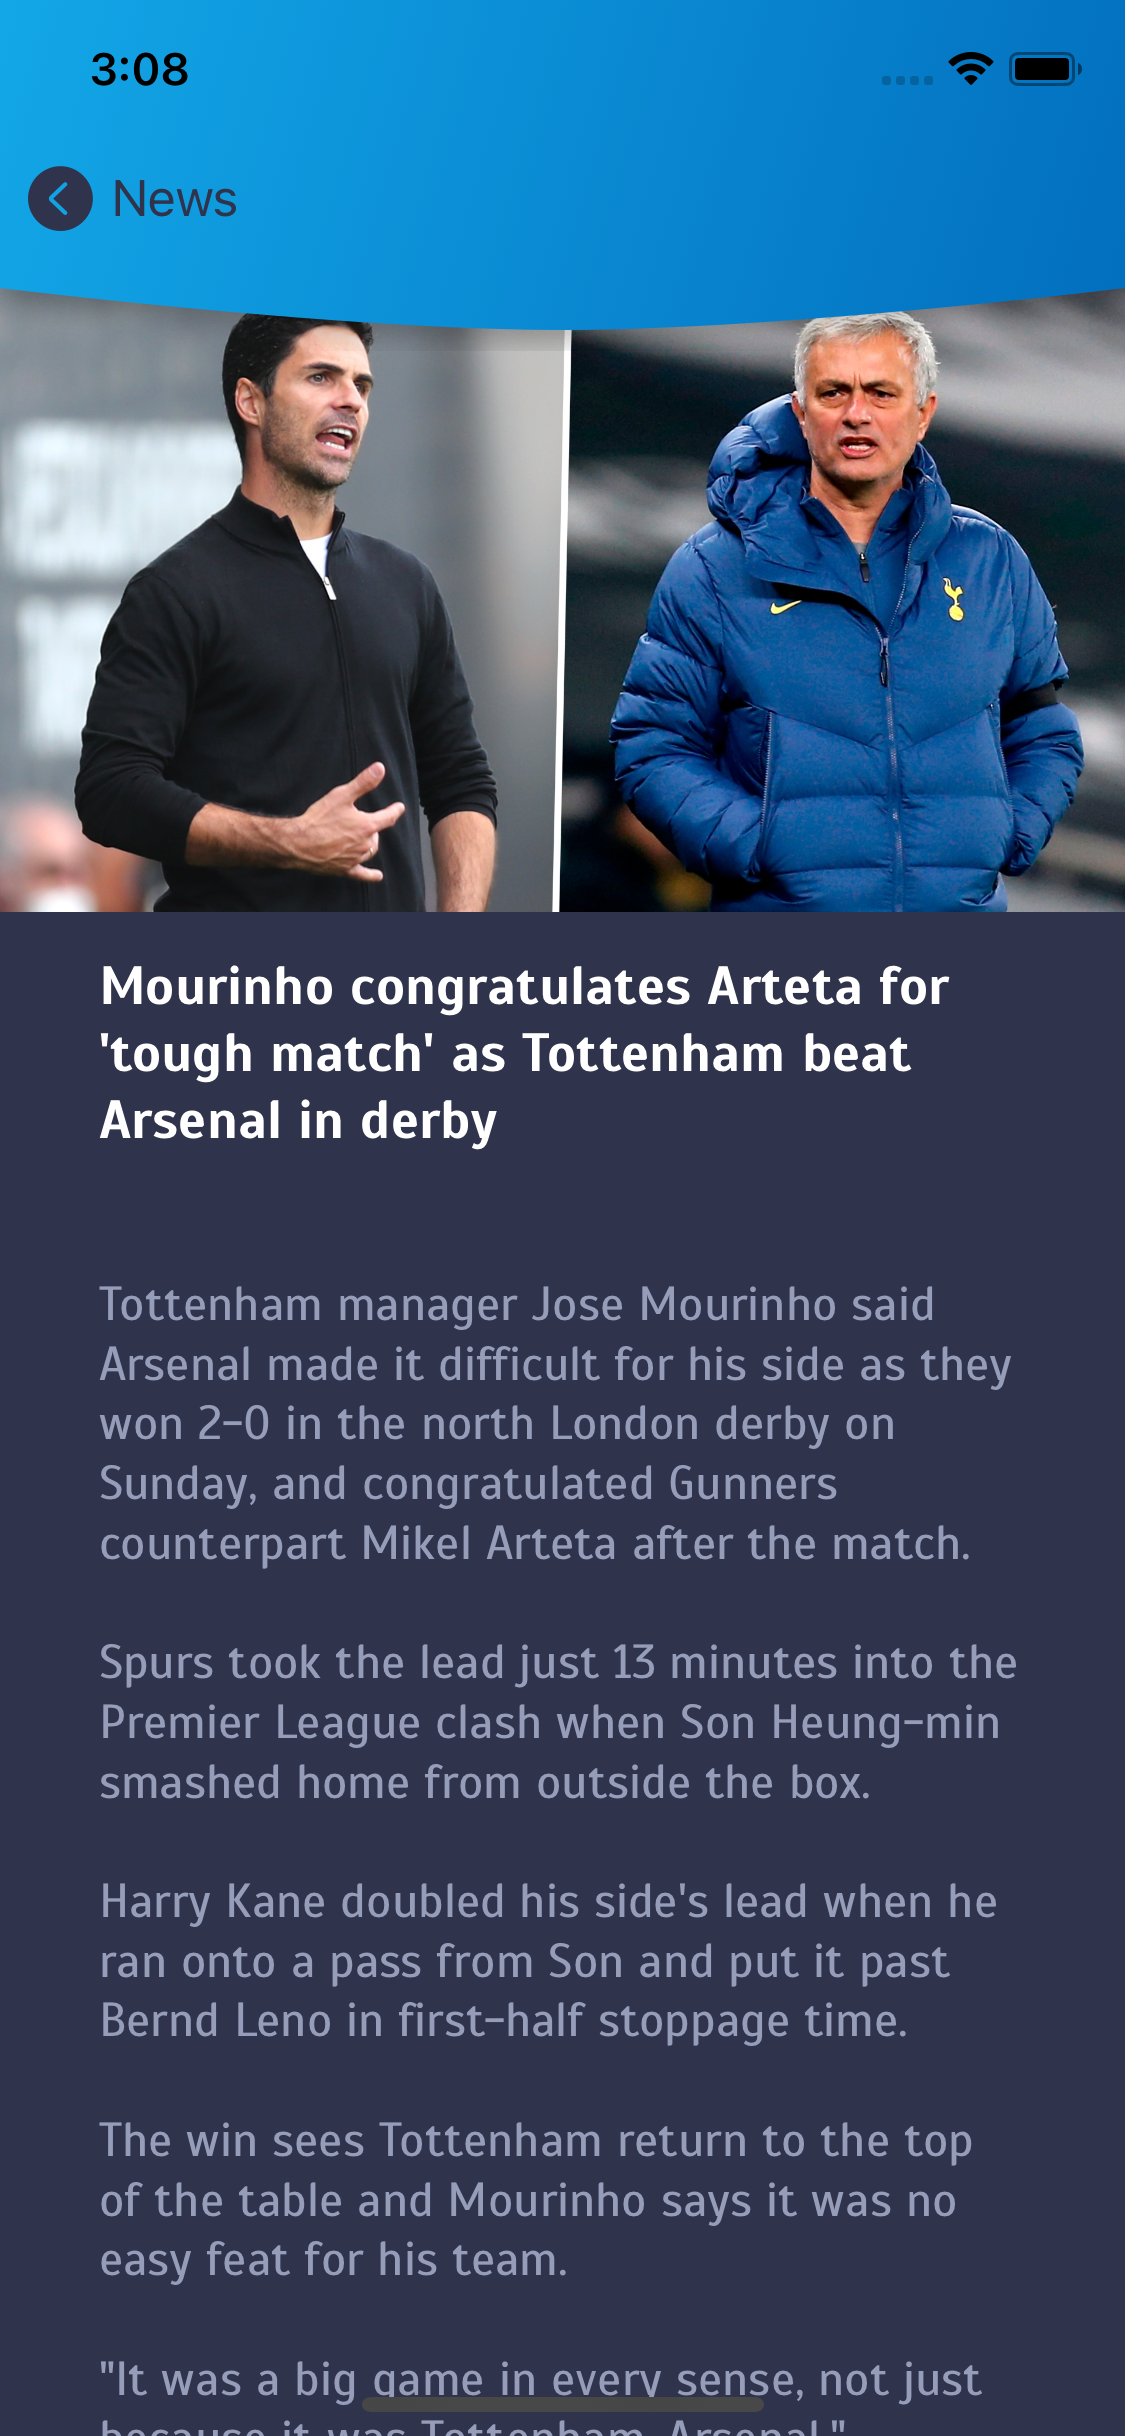 3:08
News
Mourinho congratulates Arteta for
'tough match' as Tottenham beat
Arsenal in derby
Tottenham manager Jose Mourinho said
Arsenal made it difficult for his side as they
won 2-0 in the north London derby on
Sunday, and congratulated Gunners
counterpart Mikel Arteta after the match.
Spurs took the lead just 13 minutes into the
Premier League clash when Son Heung-min
smashed home from outside the box.
Harry Kane doubled his side's lead when he
ran onto a pass from Son and put it past
Bernd Leno in first-half stoppage time.
The win sees Tottenham return to the top
of the table and Mourinho says it was no
easy feat for his team.
"It was a big game in every sense, not just
because it was Tottenham-Arsenal."